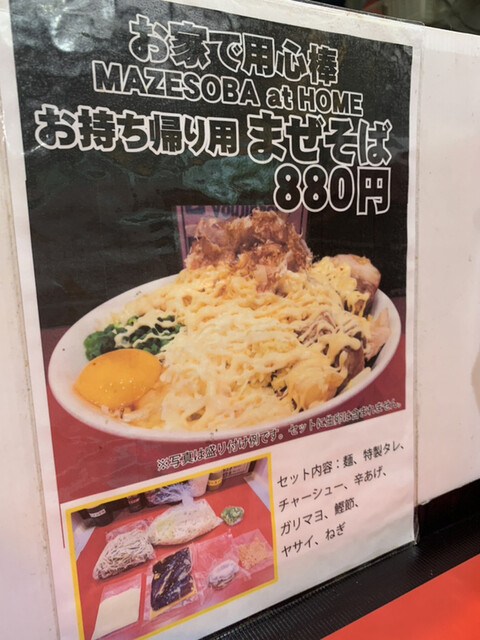 お家で用心棒
MAZESOBA at HOME
お持ち帰り用 まぜそば
880円
※写真は盛り付け例です。セットに生卵は含まれません。
セット内容：麺、特製タレ、
チャーシュー、辛あげ、
ガリマヨ、鰹節、
ヤサイ、ねぎ